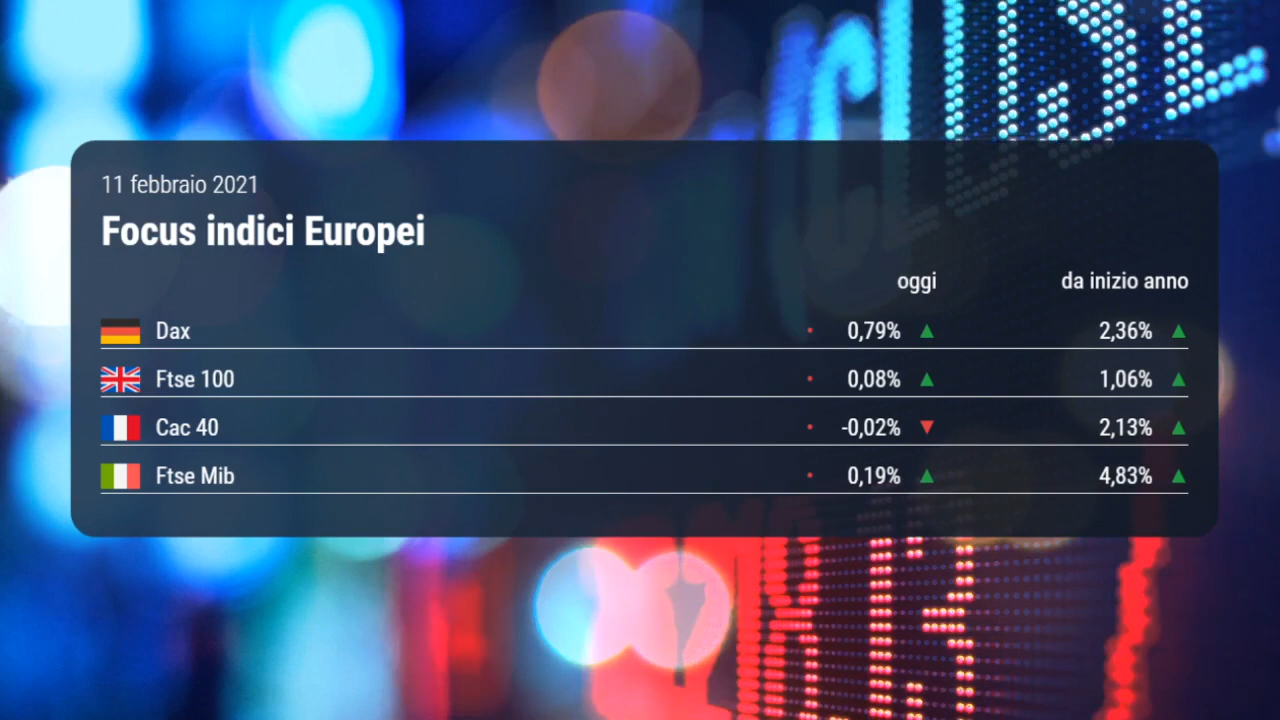 11 febbraio 2021
Focus indici Europei
oggi da inizio anno
Dax 0,79% ▲ 2,36% ▲
Ftse 100 0,08% ▲ 1,06% ▲
Cac 40 -0,02% ▼ 2,13% ▲
Ftse Mib 0,19% ▲ 4,83% ▲